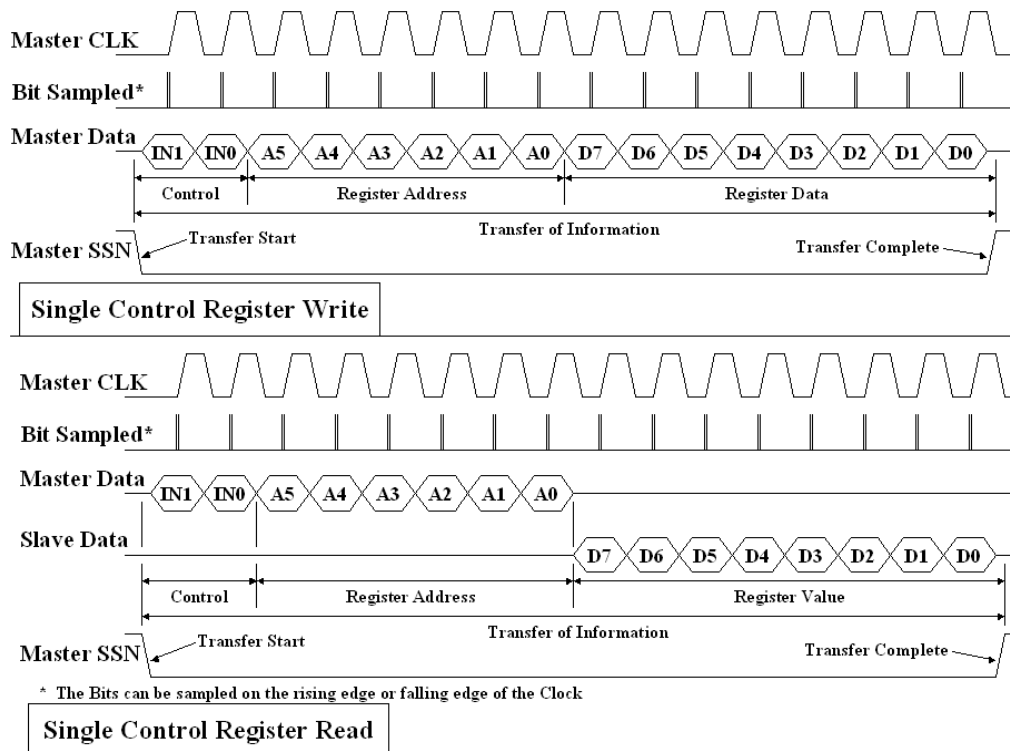 Master CLK
Bit Sampled*
Master Data
IN1 IN0 A5 A4 A3 A2 A1 A0 D7 D6 D5 D4 D3 D2 D1 D0
Control Register Address Register Data
Transfer of Information
Transfer Start
Master SSN
Transfer Complete
Single Control Register Write
Master CLK
Bit Sampled*
Master Data
IN1 IN0 A5 A4 A3 A2 A1 A0
Slave Data
D7 D6 D5 D4 D3 D2 D1 D0
Control Register Address Register Value
Transfer of Information
Transfer Start
Master SSN
Transfer Complete
* The Bits can be sampled on the rising edge or falling edge of the Clock
Single Control Register Read